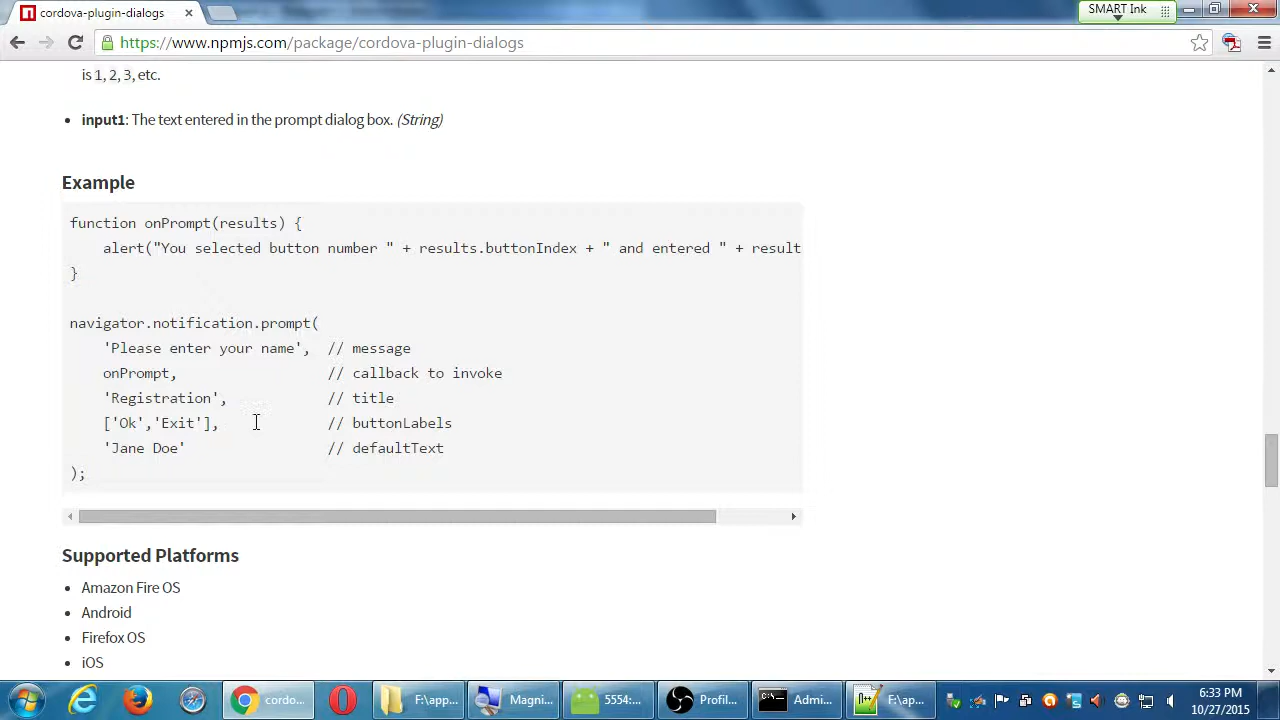 cordova-plugin-dialogs
SMART Ink
https://www.npmjs.com/package/cordova-plugin-dialogs
is 1, 2, 3, etc.
input1: The text entered in the prompt dialog box. (String)
Example
function onPrompt(results) {
alert("You selected button number " + results.buttonIndex + " and entered " + result
}
navigator.notification.prompt(
'Please enter your name', // message
onPrompt, // callback to invoke
'Registration', // title
['Ok','Exit'], // buttonLabels
'Jane Doe' // defaultText
);
Supported Platforms
Amazon Fire OS
Android
Firefox OS
iOS
cordo... F:\app... Magni... 5554:... Profil... Admi... F:\ap...
6:33 PM
10/27/2015